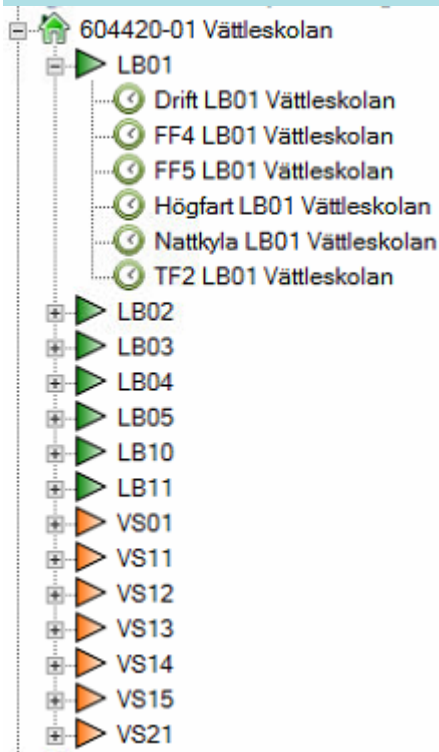 604420-01 Vättleskolan
LB01
Drift LB01 Vättleskolan
FF4 LB01 Vättleskolan
FF5 LB01 Vättleskolan
Högfart LB01 Vättleskolan
Nattkyla LB01 Vättleskolan
TF2 LB01 Vättleskolan
LB02
LB03
LB04
LB05
LB10
LB11
VS01
VS11
VS12
VS13
VS14
VS15
VS21